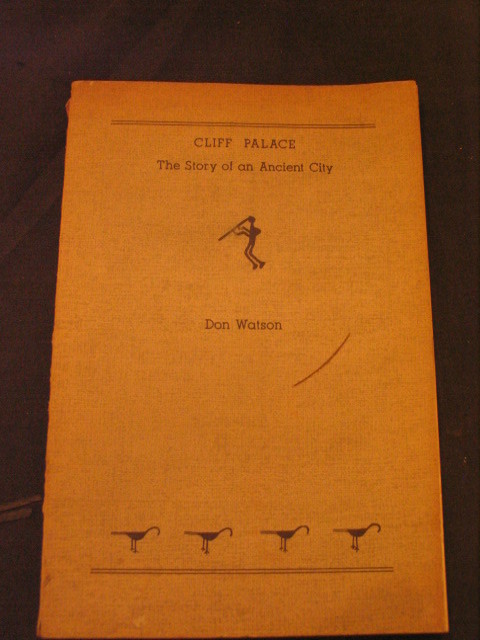 CLIFF PALACE
The Story of an Ancient City
Don Watson